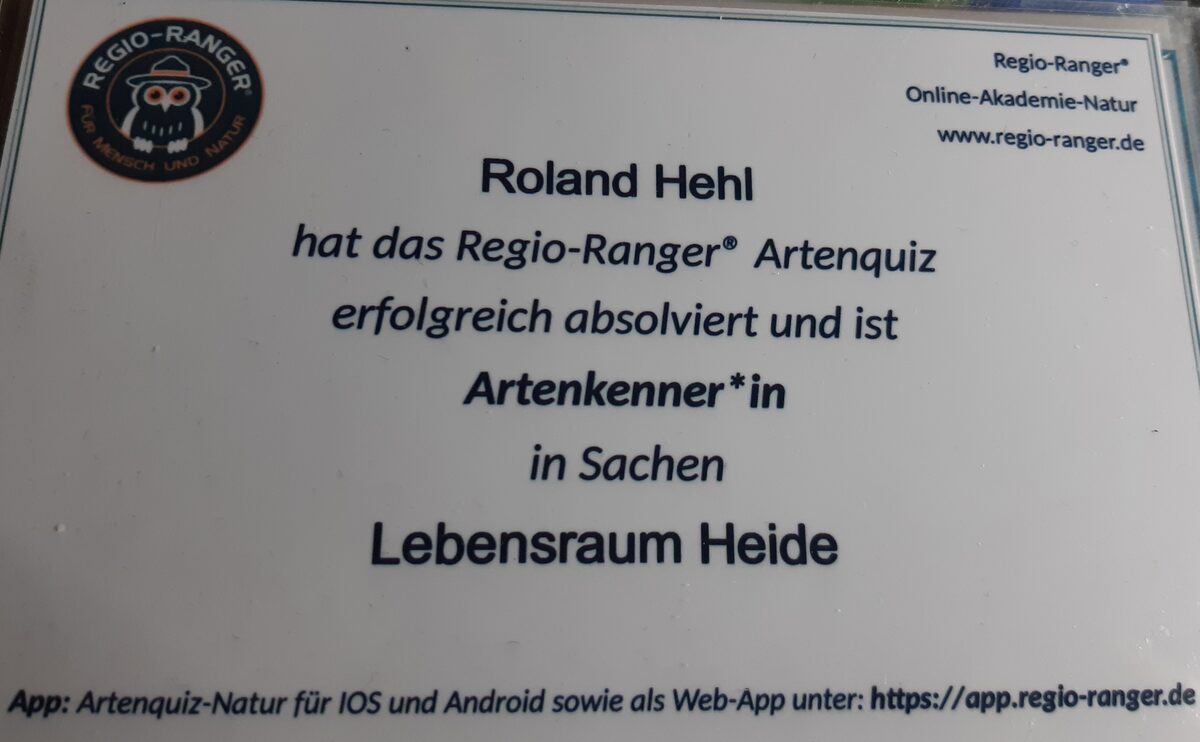 REGIO-RANGER®
FÜR MENSCH UND NATUR
Regio-Ranger®
Online-Akademie-Natur
www.regio-ranger.de
Roland Hehl
hat das Regio-Ranger® Artenquiz
erfolgreich absolviert und ist
Artenkenner*in
in Sachen
Lebensraum Heide
App: Artenquiz-Natur für IOS und Android sowie als Web-App unter: https://app.regio-ranger.de